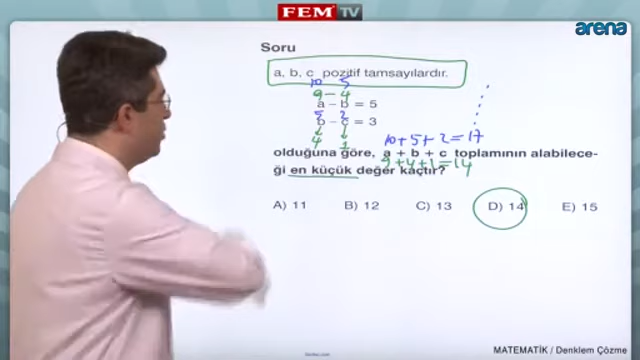 FEM TV
arena
Soru
a, b, c pozitif tamsayılardır.
10 5
9 - 4
a – b = 5
5 2
b – c = 3
4 1
10 + 5 + 2 = 17
olduğuna göre, a + b + c toplamının alabilece-
9 + 4 + 1 = 14
ği en küçük değer kaçtır?
A) 11 B) 12 C) 13 D) 14 E) 15
MATEMATİK / Denklem Çözme